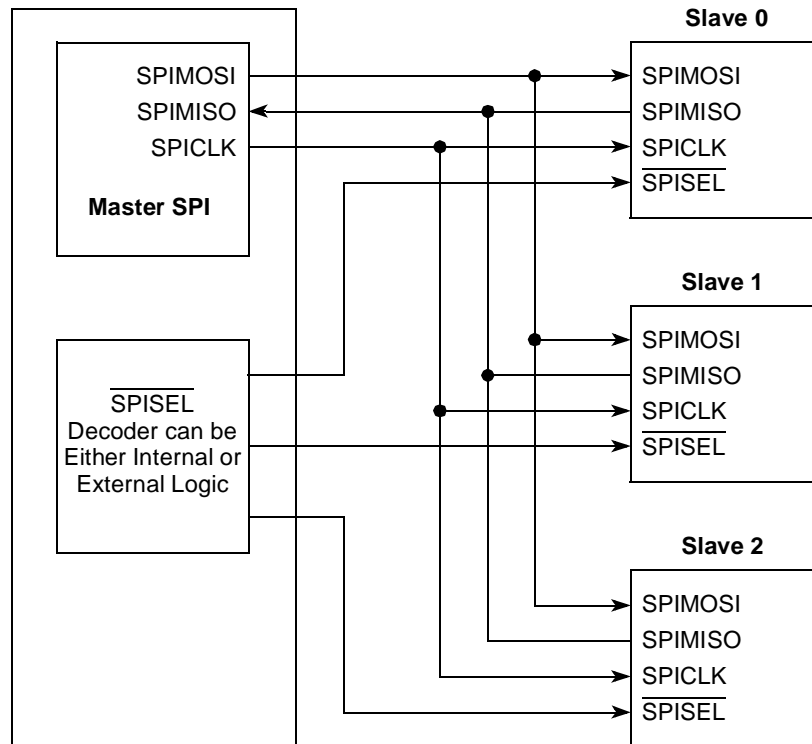 Slave 0
SPIMOSI
SPIMISO
SPICLK
Master SPI
SPIMOSI
SPIMISO
SPICLK
SPISEL
Slave 1
SPISEL
Decoder can be
Either Internal or
External Logic
SPIMOSI
SPIMISO
SPICLK
SPISEL
Slave 2
SPIMOSI
SPIMISO
SPICLK
SPISEL